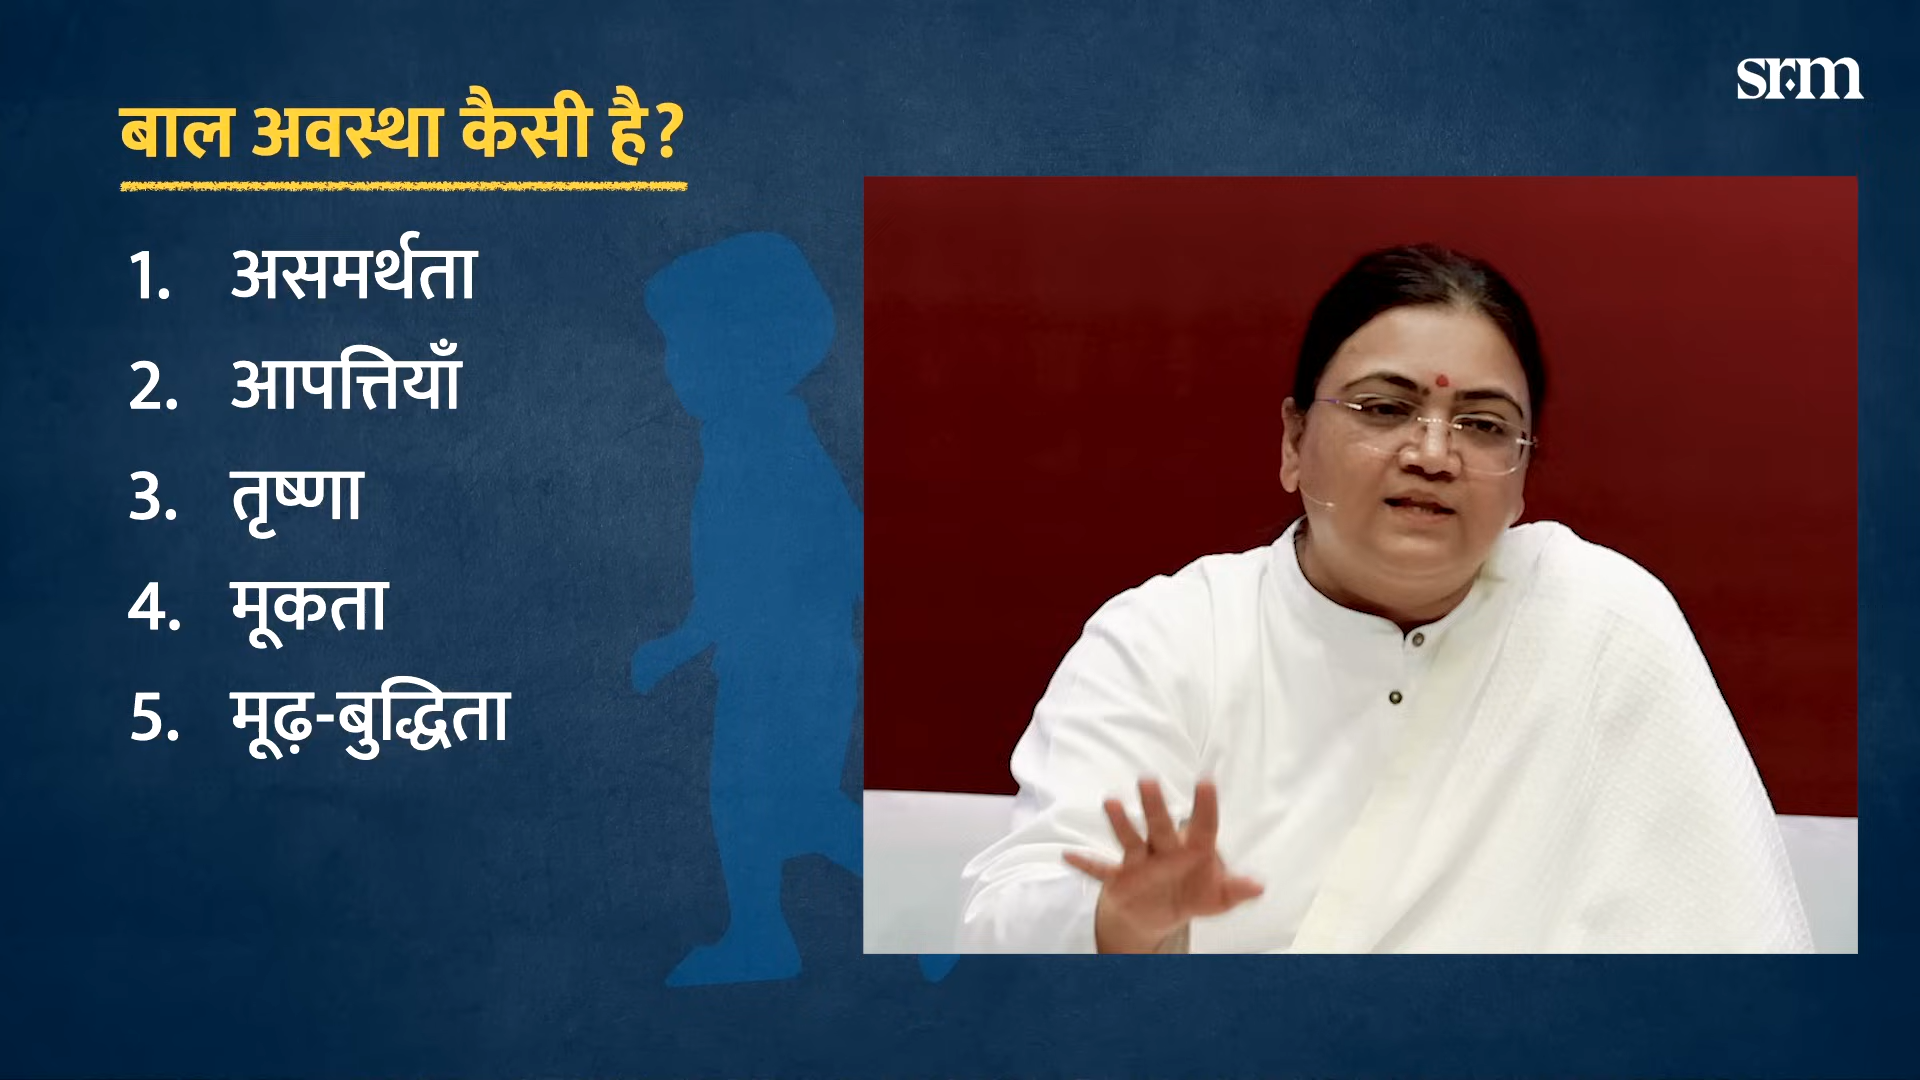 srm
बाल अवस्था कैसी है?
1. असमर्थता
2. आपत्तियाँ
3. तृष्णा
4. मूकता
5. मूढ़-बुद्धिता